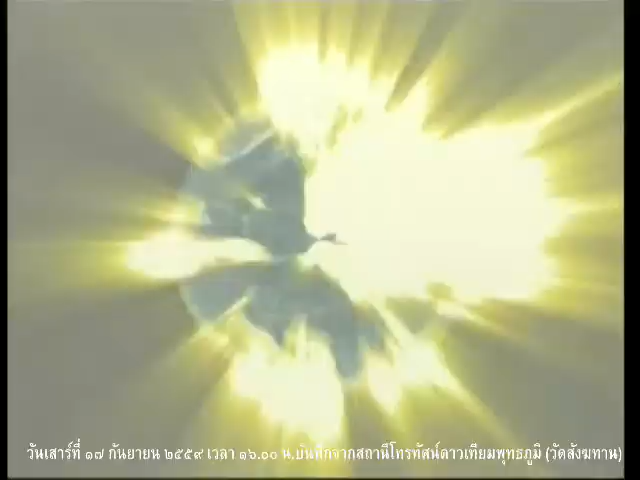 วันเสาร์ที่ ๑๗ กันยายน ๒๕๕๙ เวลา ๑๖.๐๐ น.บันทึกจากสถานีโทรทัศน์ดาวเทียมพุทธภูมิ (วัดสังฆทาน)